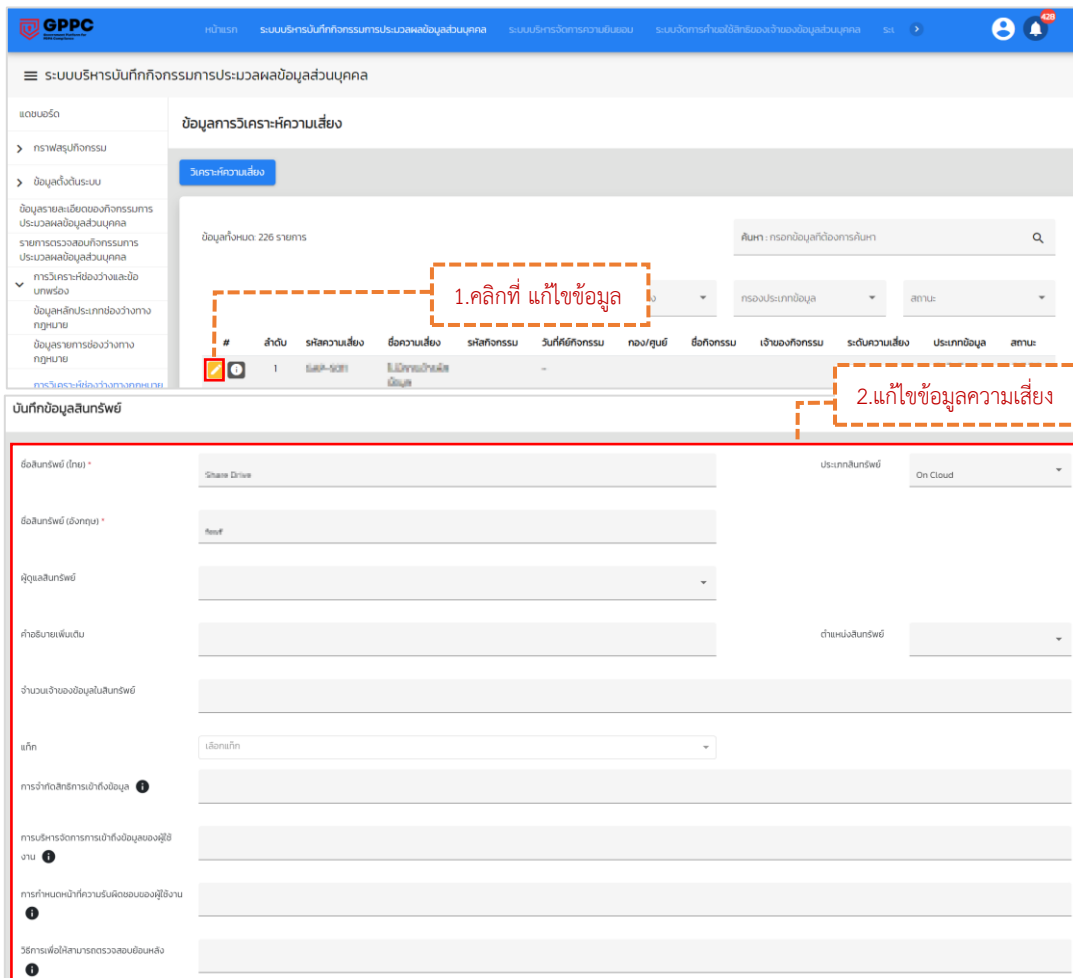 GPPC
หน้าแรก ระบบบริหารบันทึกกิจกรรมการประมวลผลข้อมูลส่วนบุคคล ระบบบริหารจัดการความยินยอม ระบบจัดการคำขอใช้สิทธิของเจ้าของข้อมูลส่วนบุคคล 428
ระบบบริหารบันทึกกิจกรรมการประมวลผลข้อมูลส่วนบุคคล
แดชบอร์ด
ข้อมูลการวิเคราะห์ความเสี่ยง
กราฟสรุปกิจกรรม
วิเคราะห์ความเสี่ยง
ข้อมูลตั้งต้นระบบ
ข้อมูลรายละเอียดของกิจกรรมการ
ประมวลผลข้อมูลส่วนบุคคล
ข้อมูลทั้งหมด: 226 รายการ
ค้นหา : กรอกข้อมูลที่ต้องการค้นหา
รายการตรวจสอบกิจกรรมการ
ประมวลผลข้อมูลส่วนบุคคล
การวิเคราะห์ช่องว่างและข้อ
บกพร่อง
1.คลิกที่ แก้ไขข้อมูล
กรองประเภทข้อมูล สถานะ
ข้อมูลหลักประเภทช่องว่างทาง
กฎหมาย
ข้อมูลรายการช่องว่างทาง
กฎหมาย
# ลำดับ รหัสความเสี่ยง ชื่อความเสี่ยง รหัสกิจกรรม วันที่คีย์กิจกรรม กอง/ศูนย์ ชื่อกิจกรรม เจ้าของกิจกรรม ระดับความเสี่ยง ประเภทข้อมูล สถานะ
1 -
การวิเคราะห์ช่องว่างทางกฎหมาย
2.แก้ไขข้อมูลความเสี่ยง
บันทึกข้อมูลสินทรัพย์
ชื่อสินทรัพย์ (ไทย) * Share Drive ประเภทสินทรัพย์ On Cloud
ชื่อสินทรัพย์ (อังกฤษ) *
ผู้ดูแลสินทรัพย์
คำอธิบายเพิ่มเติม ตำแหน่งสินทรัพย์
จำนวนเจ้าของข้อมูลในสินทรัพย์
แท็ก เลือกแท็ก
การจำกัดสิทธิการเข้าถึงข้อมูล
การบริหารจัดการการเข้าถึงข้อมูลของผู้ใช้
งาน
การกำหนดหน้าที่ความรับผิดชอบของผู้ใช้งาน
วิธีการเพื่อให้สามารถตรวจสอบย้อนหลัง